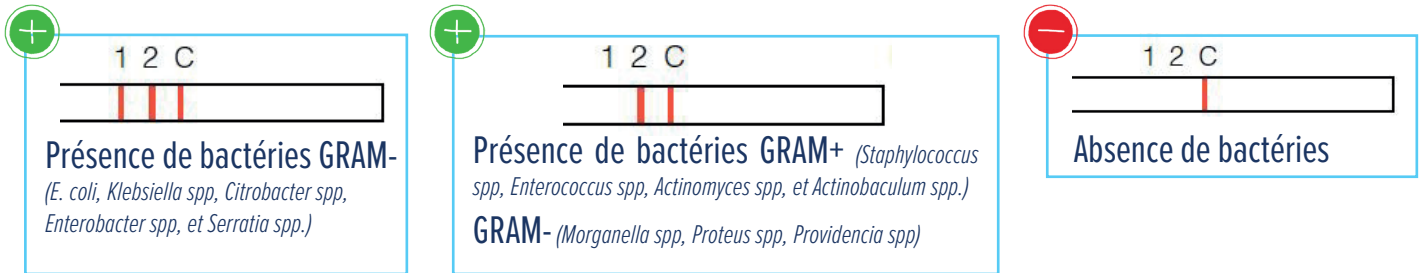 1 2 C
Présence de bactéries GRAM-
(E. coli, Klebsiella spp, Citrobacter spp,
Enterobacter spp, et Serratia spp.)
1 2 C
Présence de bactéries GRAM+ (Staphylococcus
spp, Enterococcus spp, Actinomyces spp, et Actinobaculum spp.)
GRAM- (Morganella spp, Proteus spp, Providencia spp)
1 2 C
Absence de bactéries